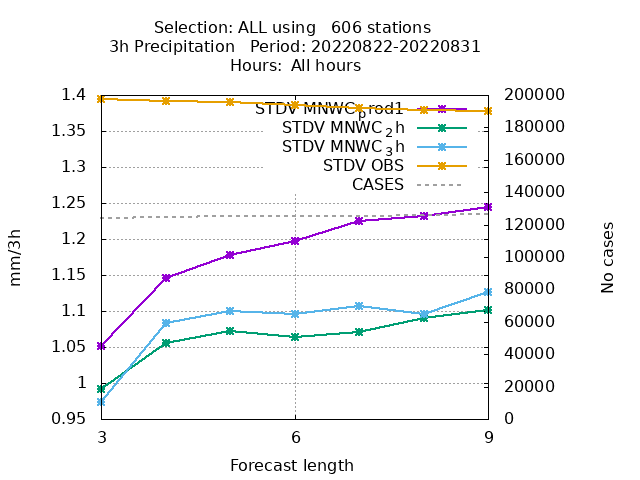 Selection: ALL using   606 stations
3h Precipitation   Period: 20220822-20220831
Hours:  All hours
1.4
1.35
1.3
1.25
1.2
1.15
1.1
1.05
1
0.95
200000
180000
160000
140000
120000
100000
80000
60000
40000
20000
0
STDV MNWCprod1
STDV MNWC2h
STDV MNWC3h
STDV OBS
CASES
mm/3h
No cases
3 6 9
Forecast length